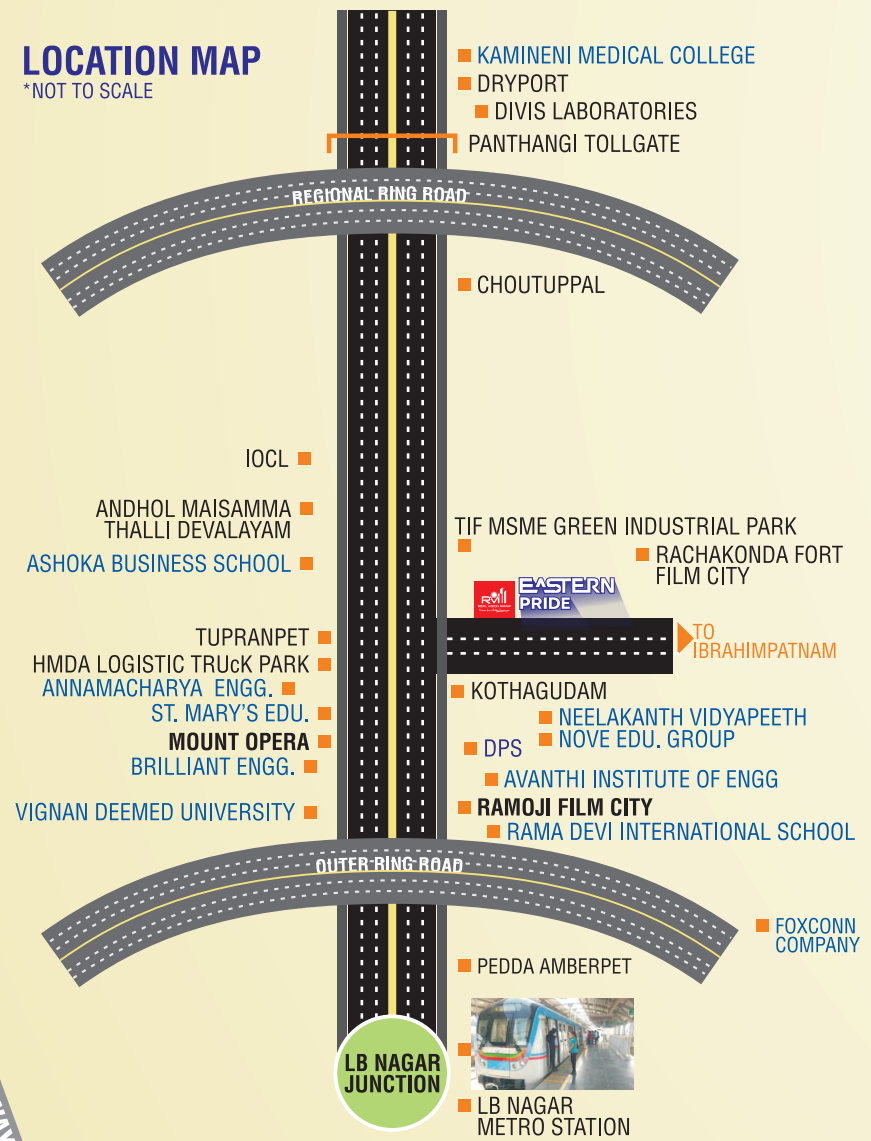 LOCATION MAP
*NOT TO SCALE
KAMINENI MEDICAL COLLEGE
DRYPORT
DIVIS LABORATORIES
PANTHANGI TOLLGATE
REGIONAL RING ROAD
CHOUTUPPAL
IOCL
ANDHOL MAISAMMA
THALLI DEVALAYAM
ASHOKA BUSINESS SCHOOL
TIF MSME GREEN INDUSTRIAL PARK
RACHAKONDA FORT
FILM CITY
EASTERN
PRIDE
TO
IBRAHIMPATNAM
TUPRANPET
HMDA LOGISTIC TRUcK PARK
ANNAMACHARYA ENGG.
ST. MARY'S EDU.
MOUNT OPERA
BRILLIANT ENGG.
VIGNAN DEEMED UNIVERSITY
KOTHAGUDAM
NEELAKANTH VIDYAPEETH
NOVE EDU. GROUP
DPS
AVANTHI INSTITUTE OF ENGG
RAMOJI FILM CITY
RAMA DEVI INTERNATIONAL SCHOOL
OUTER RING ROAD
FOXCONN
COMPANY
PEDDA AMBERPET
LB NAGAR
JUNCTION
LB NAGAR
METRO STATION